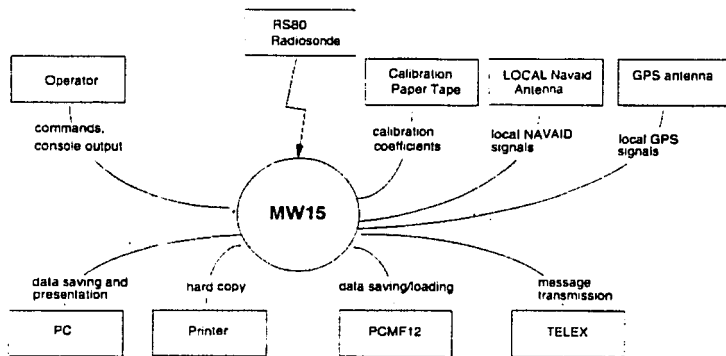 RS80
Radiosonde
Operator
Calibration
Paper Tape
LOCAL Navaid
Antenna
GPS antenna
commands,
console output
calibration
coefficients
local NAVAID
signals
local GPS
signals
MW15
data saving and
presentation
hard copy
data saving/loading
message
transmission
PC
Printer
PCMF12
TELEX